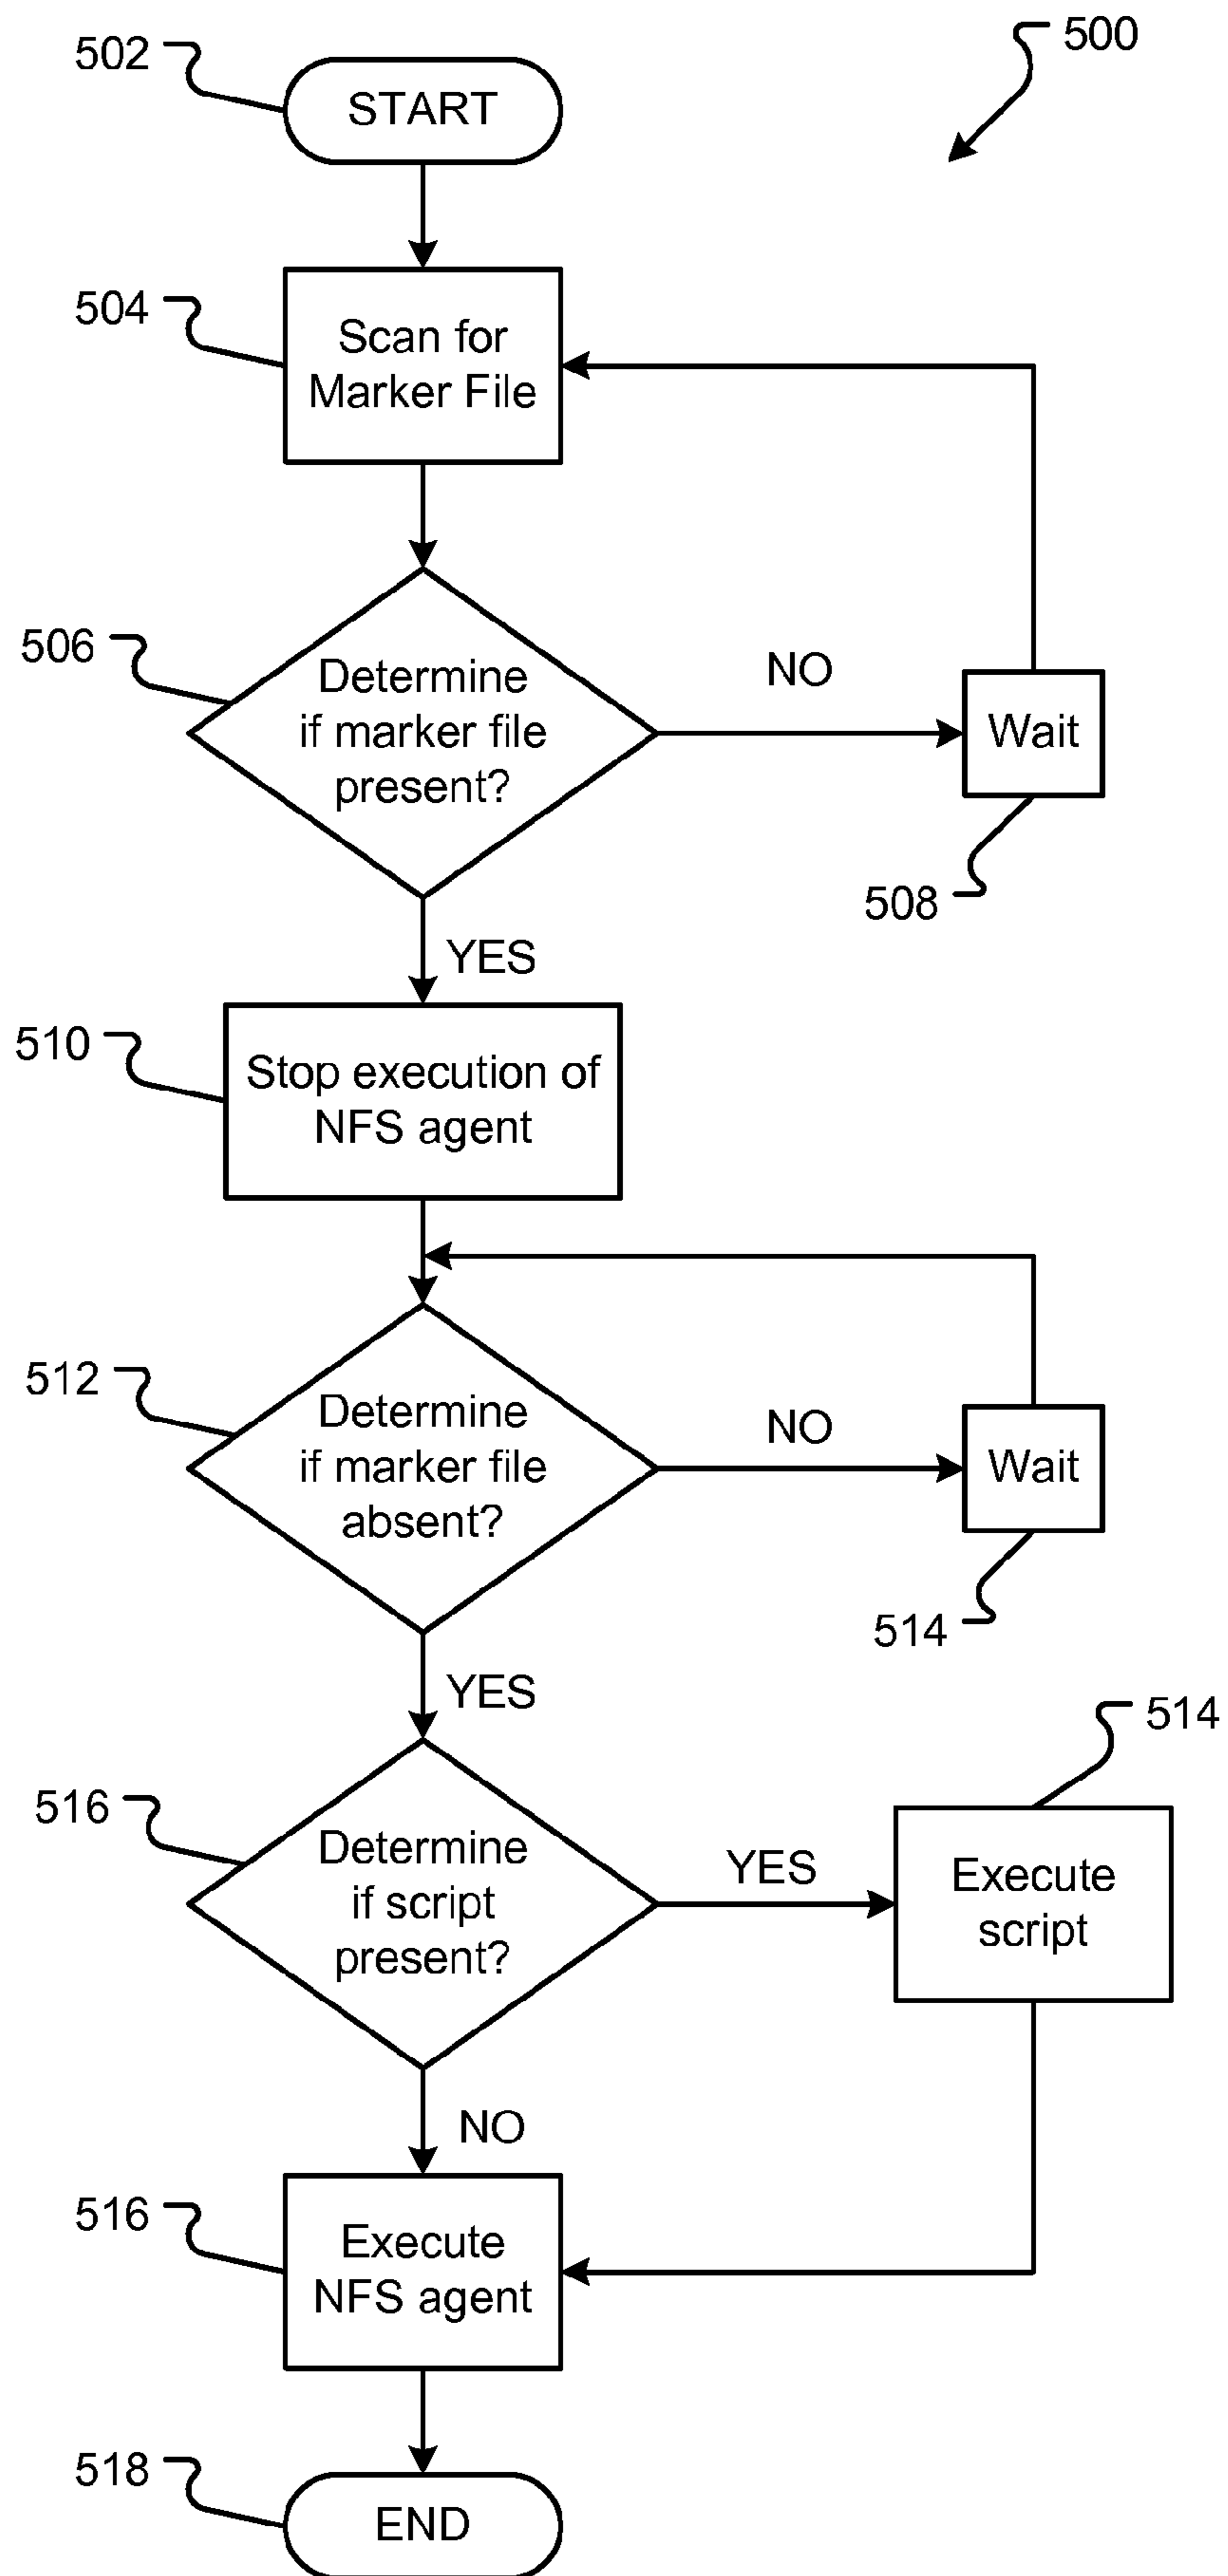 502
500
START
504
Scan for
Marker File
506
Determine
if marker file
present?
NO
Wait
508
YES
510
Stop execution of
NFS agent
512
Determine
if marker file
absent?
NO
Wait
514
YES
514
516
Determine
if script
present?
YES
Execute
script
NO
516
Execute
NFS agent
518
END